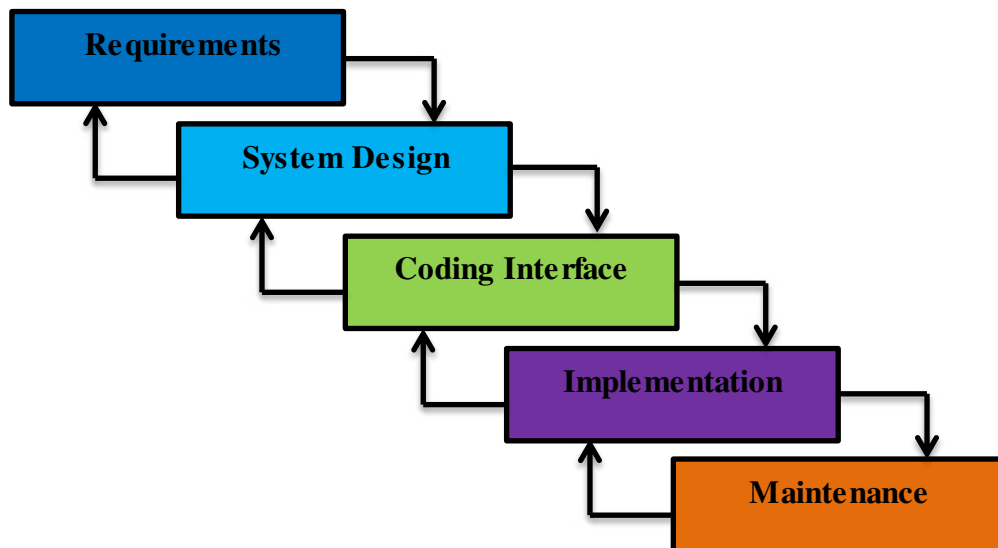 Requirements
System Design
Coding Interface
Implementation
Maintenance